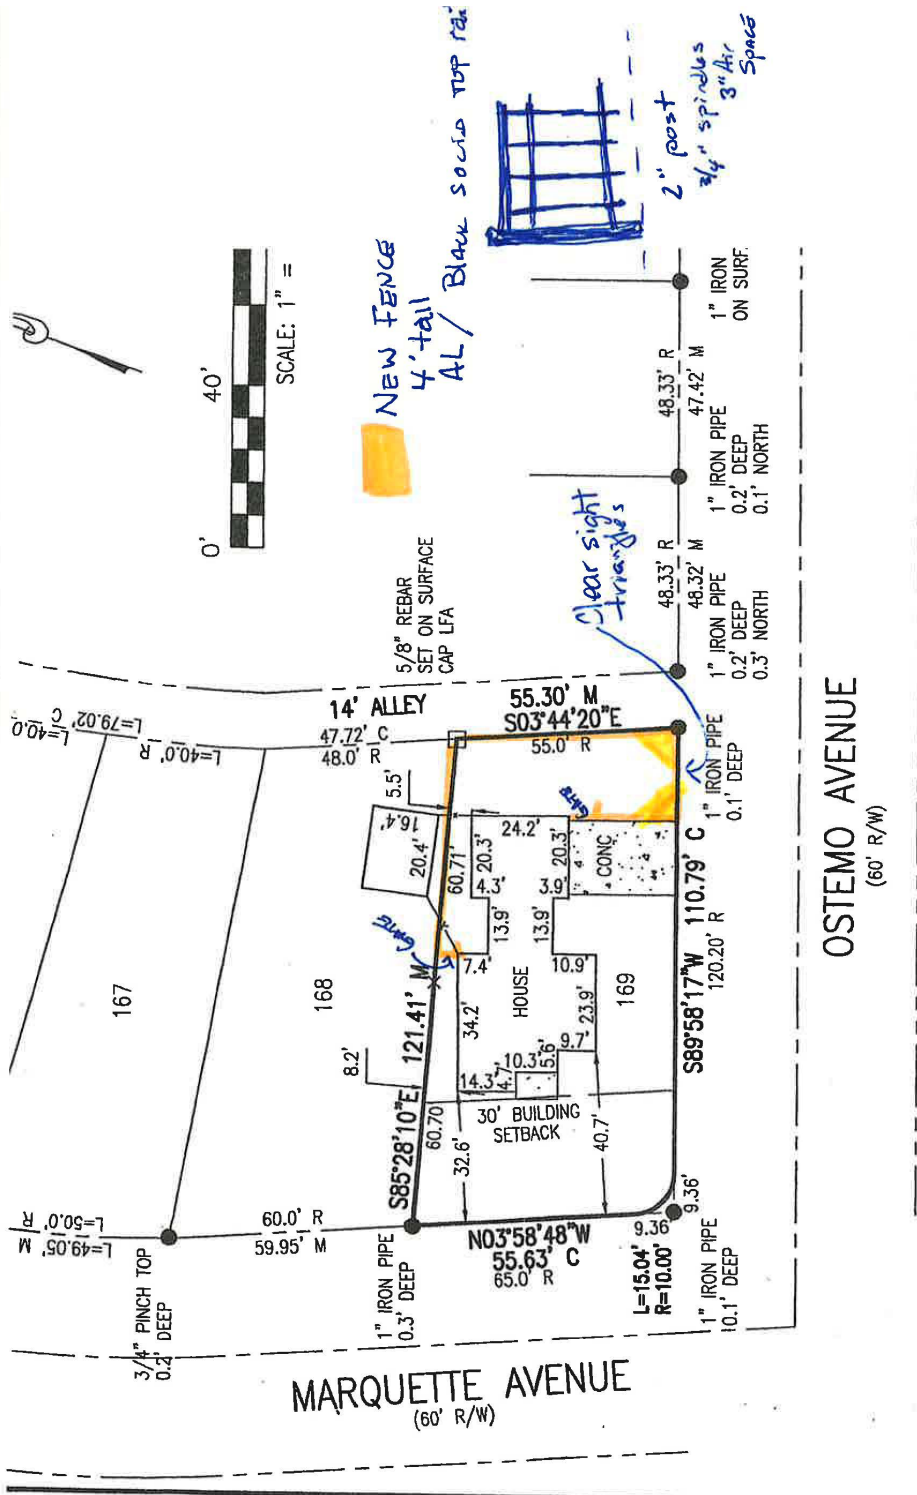 BLACK SOLID TOP
2" post
3/4" spindles
3" Air
SPACE
NEW FENCE
4' tall
AL/
0'
40'
SCALE: 1" =
Clear sight
triangles
5/8" REBAR
SET ON SURFACE
CAP LFA
14' ALLEY
L=40.0'
L=79.02' C
L=40.0' R
47.72' C
48.0' R
55.30' M
S03°44'20"E
55.0' R
48.33' R
48.32' M
48.33' R
47.42' M
1" IRON
ON SURF.
1" IRON PIPE
0.2' DEEP
0.1' NORTH
1" IRON PIPE
0.2' DEEP
0.3' NORTH
1" IRON PIPE
0.1' DEEP
167
168
169
5.5'
16.4'
20.4'
60.71'
20.3'
24.2'
20.3'
4.3'
3.9'
13.9'
13.9'
7.4'
10.9'
34.2'
23.9'
14.3'
4.7'
10.3'
5.6'
9.7'
GATE
GATE
CONC
HOUSE
8.2'
S85°28'10"E 121.41' M
60.70
32.6'
40.7'
30' BUILDING
SETBACK
S89°58'17"W 110.79' C
120.20' R
L=49.05' M
L=50.0' R
60.0' R
56.65' M
3/4" PINCH TOP
0.2' DEEP
1" IRON PIPE
0.3' DEEP
N03°58'48"W
55.63' C
65.0' R
9.36'
9.36'
L=15.04'
R=10.00'
1" IRON PIPE
0.1' DEEP
MARQUETTE AVENUE
(60' R/W)
OSTEMO AVENUE
(60' R/W)